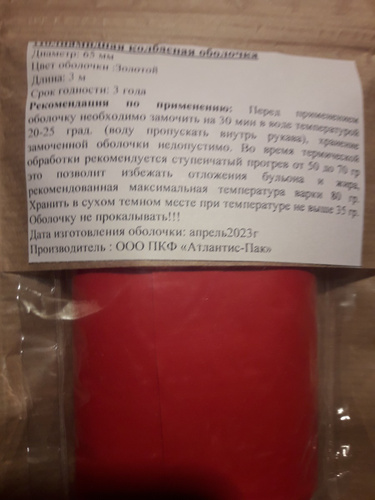 Полиамидная колбасная оболочка
Диаметр: 65 мм
Цвет оболочки :Золотой
Длина: 3 м
Срок годности: 3 года
Рекомендации по применению: Перед применением
оболочку необходимо замочить на 30 мин в воде температурой
20-25 град. (воду пропускать внутрь рукава), хранение
замоченной оболочки недопустимо. Во время термической
обработки рекомендуется ступенчатый прогрев от 50 до 70 гр
это позволит избежать отложения бульона и жира,
рекомендованная максимальная температура варки 80 гр.
Хранить в сухом темном месте при температуре не выше 35 гр.
Оболочку не прокалывать!!!
Дата изготовления оболочки: апрель2023г
Производитель : ООО ПКФ «Атлантис-Пак»